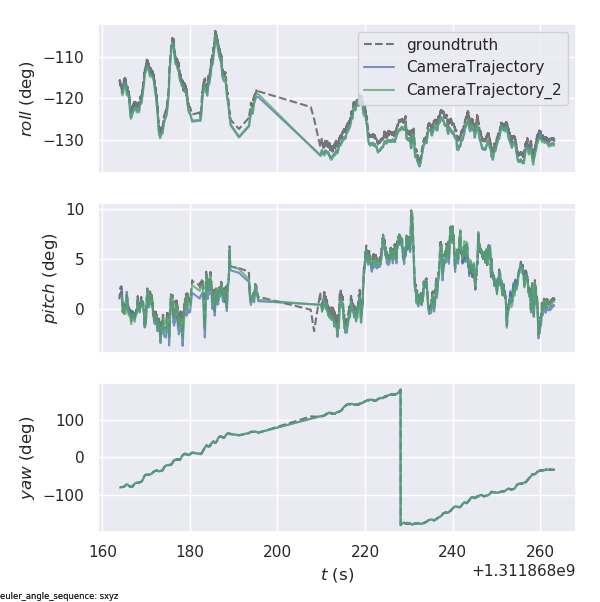 −110
−120
−130
roll (deg)
groundtruth
CameraTrajectory
CameraTrajectory_2
10
5
0
pitch (deg)
100
0
−100
yaw (deg)
160 180 200 220 240 260
t (s)
+1.311868e9
euler_angle_sequence: sxyz